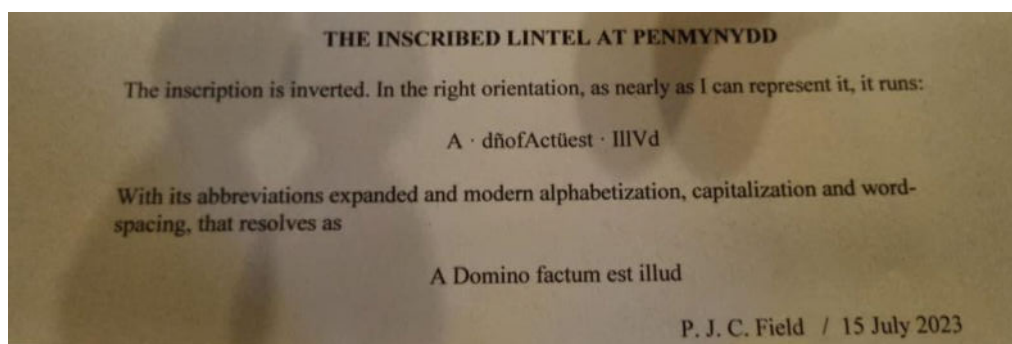 THE INSCRIBED LINTEL AT PENMYNYDD
The inscription is inverted. In the right orientation, as nearly as I can represent it, it runs:
A · dñofActūest · IllVd
With its abbreviations expanded and modern alphabetization, capitalization and word-
spacing, that resolves as
A Domino factum est illud
P. J. C. Field / 15 July 2023